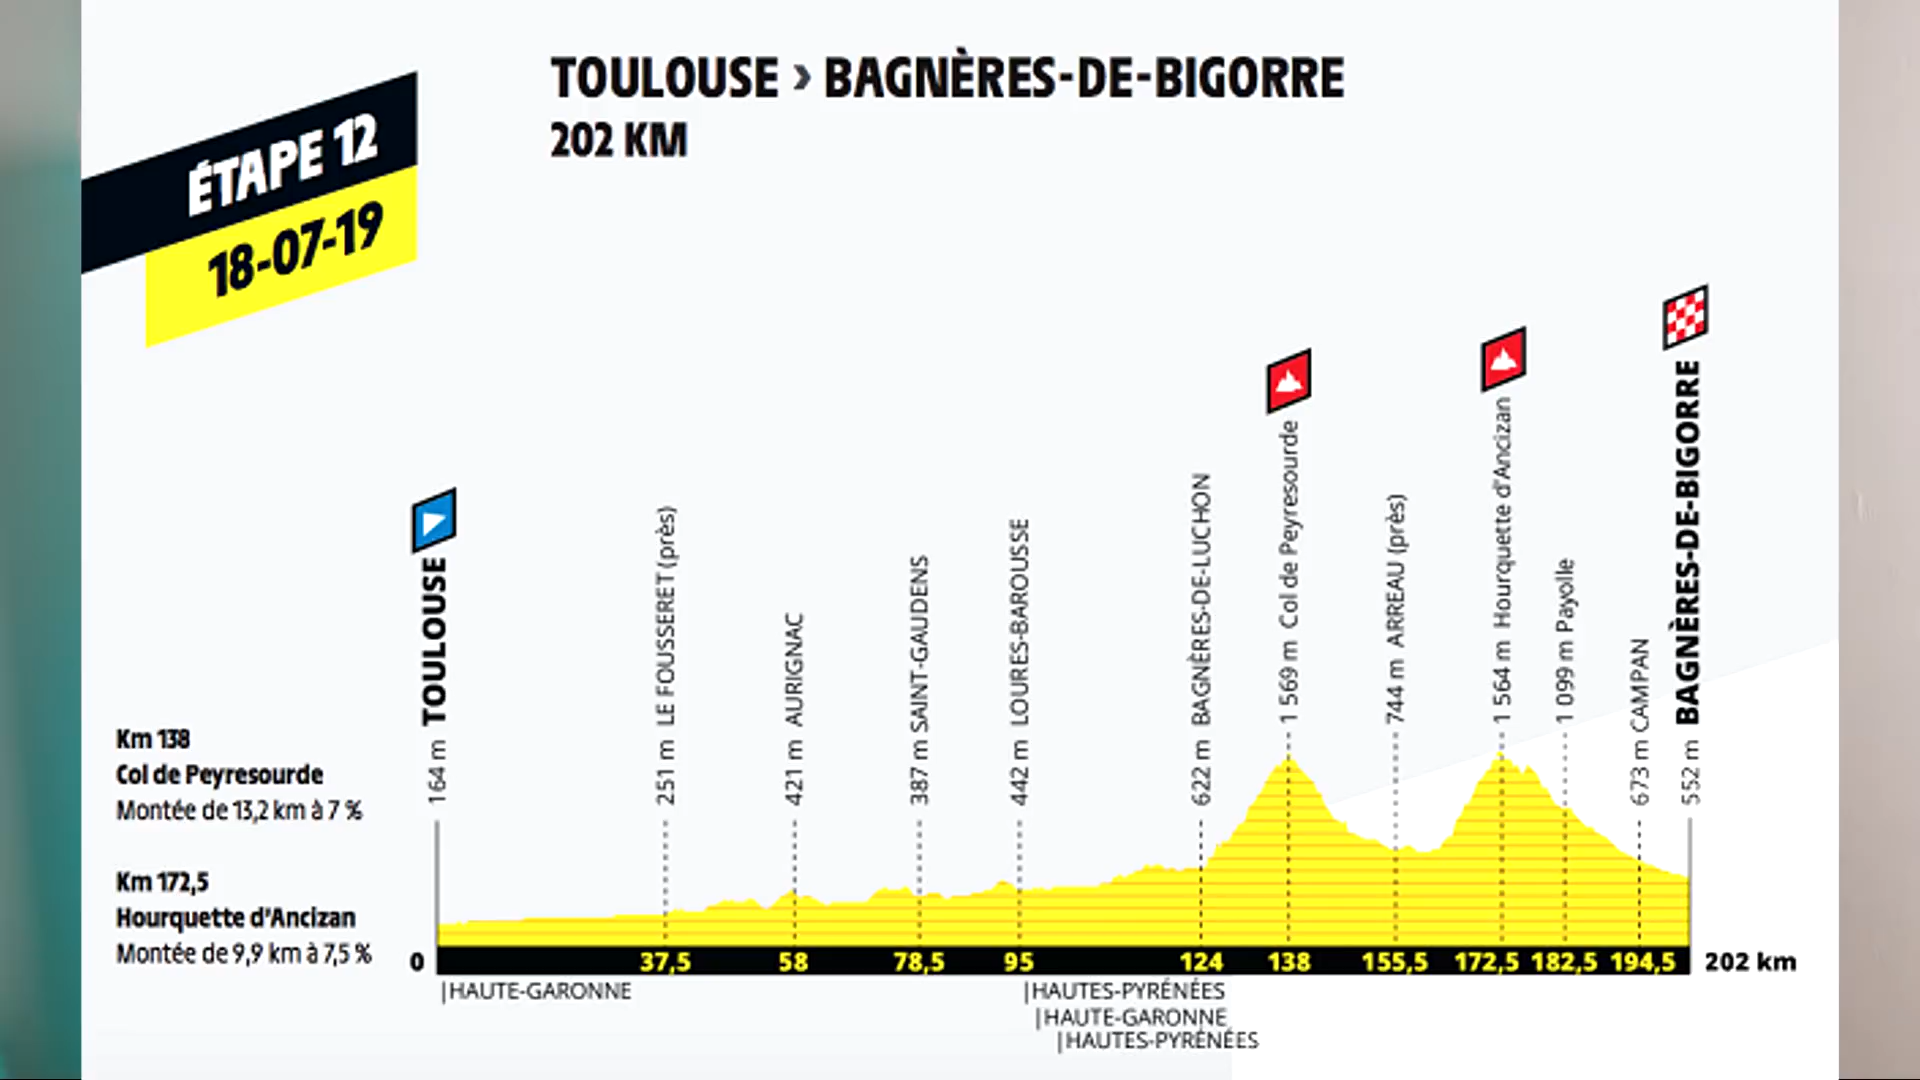 TOULOUSE › BAGNÈRES-DE-BIGORRE
202 KM
ÉTAPE 12
18-07-19
Km 138
Col de Peyresourde
Montée de 13,2 km à 7 %
Km 172,5
Hourquette d'Ancizan
Montée de 9,9 km à 7,5 %
164 m TOULOUSE
251 m LE FOUSSERET (près)
421 m AURIGNAC
387 m SAINT-GAUDENS
442 m LOURES-BAROUSSE
622 m BAGNÈRES-DE-LUCHON
1 569 m Col de Peyresourde
744 m ARREAU (près)
1 564 m Hourquette d'Ancizan
1 099 m Payolle
673 m CAMPAN
552 m BAGNÈRES-DE-BIGORRE
0 37,5 58 78,5 95 124 138 155,5 172,5 182,5 194,5 202 km
|HAUTE-GARONNE
|HAUTES-PYRÉNÉES
|HAUTE-GARONNE
|HAUTES-PYRÉNÉES